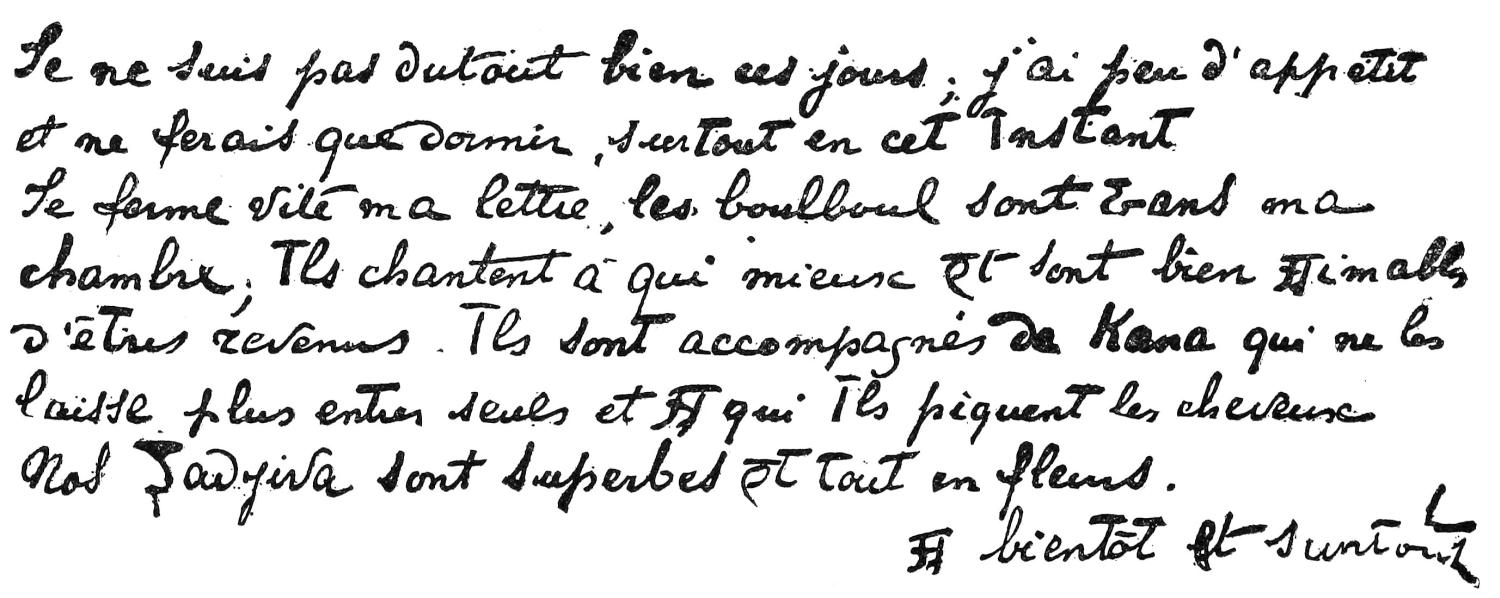 Je ne suis pas dutout bien ces jours ; j'ai peu d'appétit
et ne ferais que dormir, surtout en cet Instant
Je ferme vite ma lettre, les boulboul sont dans ma
chambre ; Ils chantent à qui mieux et sont bien Aimables
d'êtres revenus. Ils sont accompagnés de Kana qui ne les
laisse plus entrer seuls et A qui Ils piquent les cheveux
Nos Zadjiva sont superbes et tout en fleurs.
A bientôt et surtout